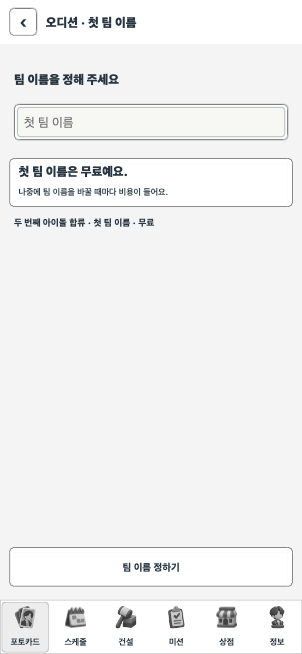 오디션 · 첫 팀 이름
팀 이름을 정해 주세요
첫 팀 이름
첫 팀 이름은 무료예요.
나중에 팀 이름을 바꿀 때마다 비용이 들어요.
두 번째 아이돌 합류 · 첫 팀 이름 · 무료
팀 이름 정하기
포토카드 스케줄 건설 미션 상점 정보